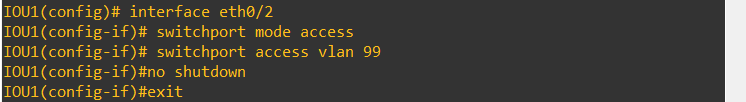 IOU1(config)# interface eth0/2
IOU1(config-if)# switchport mode access
IOU1(config-if)# switchport access vlan 99
IOU1(config-if)#no shutdown
IOU1(config-if)#exit